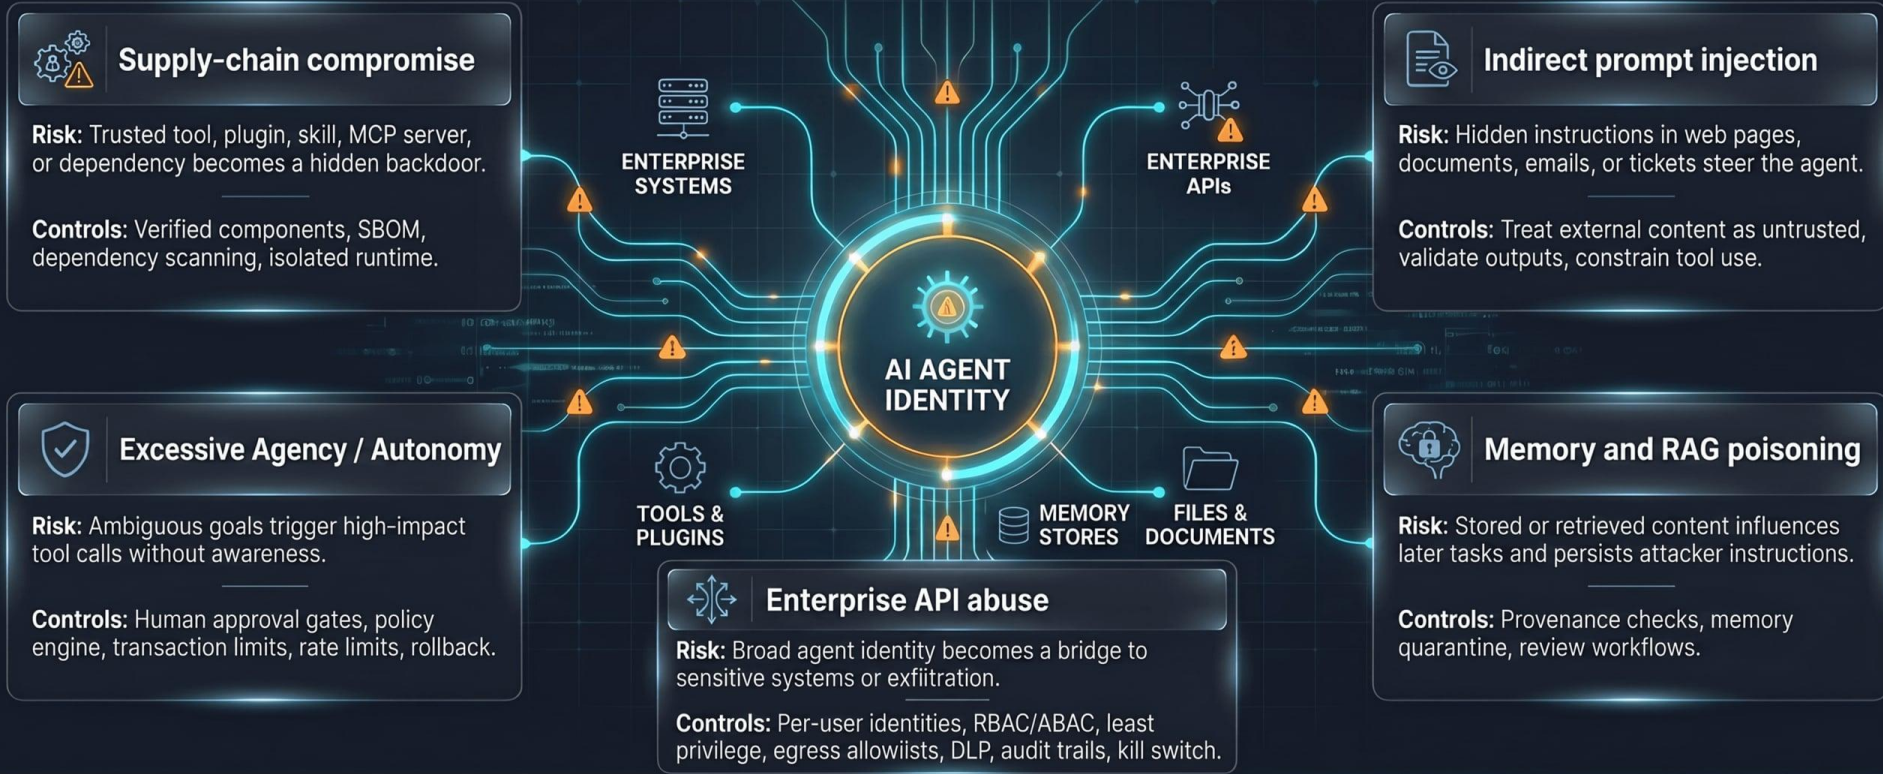 Supply-chain compromise
Risk: Trusted tool, plugin, skill, MCP server,
or dependency becomes a hidden backdoor.
Controls: Verified components, SBOM,
dependency scanning, isolated runtime.
ENTERPRISE
SYSTEMS
ENTERPRISE
APIs
Indirect prompt injection
Risk: Hidden instructions in web pages,
documents, emails, or tickets steer the agent.
Controls: Treat external content as untrusted,
validate outputs, constrain tool use.
AI AGENT
IDENTITY
Excessive Agency / Autonomy
Risk: Ambiguous goals trigger high-impact
tool calls without awareness.
Controls: Human approval gates, policy
engine, transaction limits, rate limits, rollback.
TOOLS &
PLUGINS
MEMORY
STORES
FILES &
DOCUMENTS
Memory and RAG poisoning
Risk: Stored or retrieved content influences
later tasks and persists attacker instructions.
Controls: Provenance checks, memory
quarantine, review workflows.
Enterprise API abuse
Risk: Broad agent identity becomes a bridge to
sensitive systems or exfiitration.
Controls: Per-user identities, RBAC/ABAC, least
privilege, egress allowiists, DLP, audit trails, kill switch.